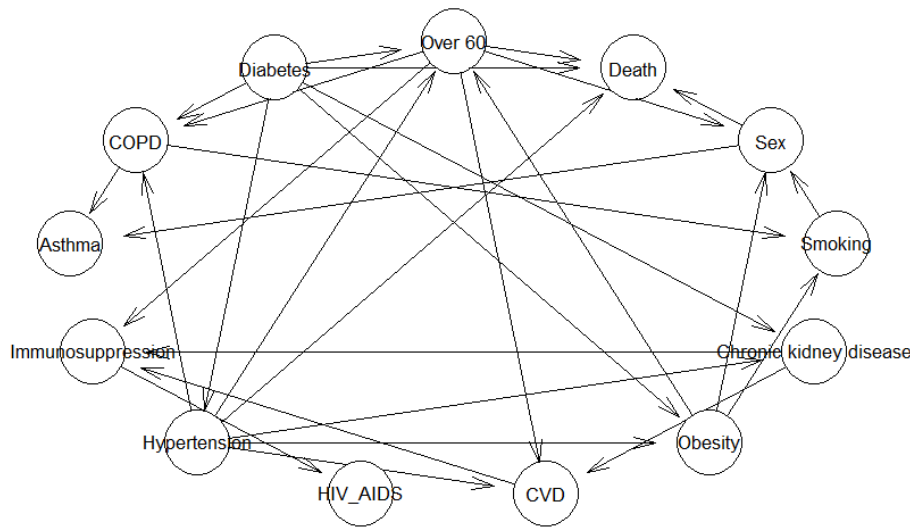 Over 60
Diabetes
Death
COPD
Sex
Asthma
Smoking
Immunosuppression
Chronic kidney disease
Hypertension
Obesity
HIV_AIDS
CVD